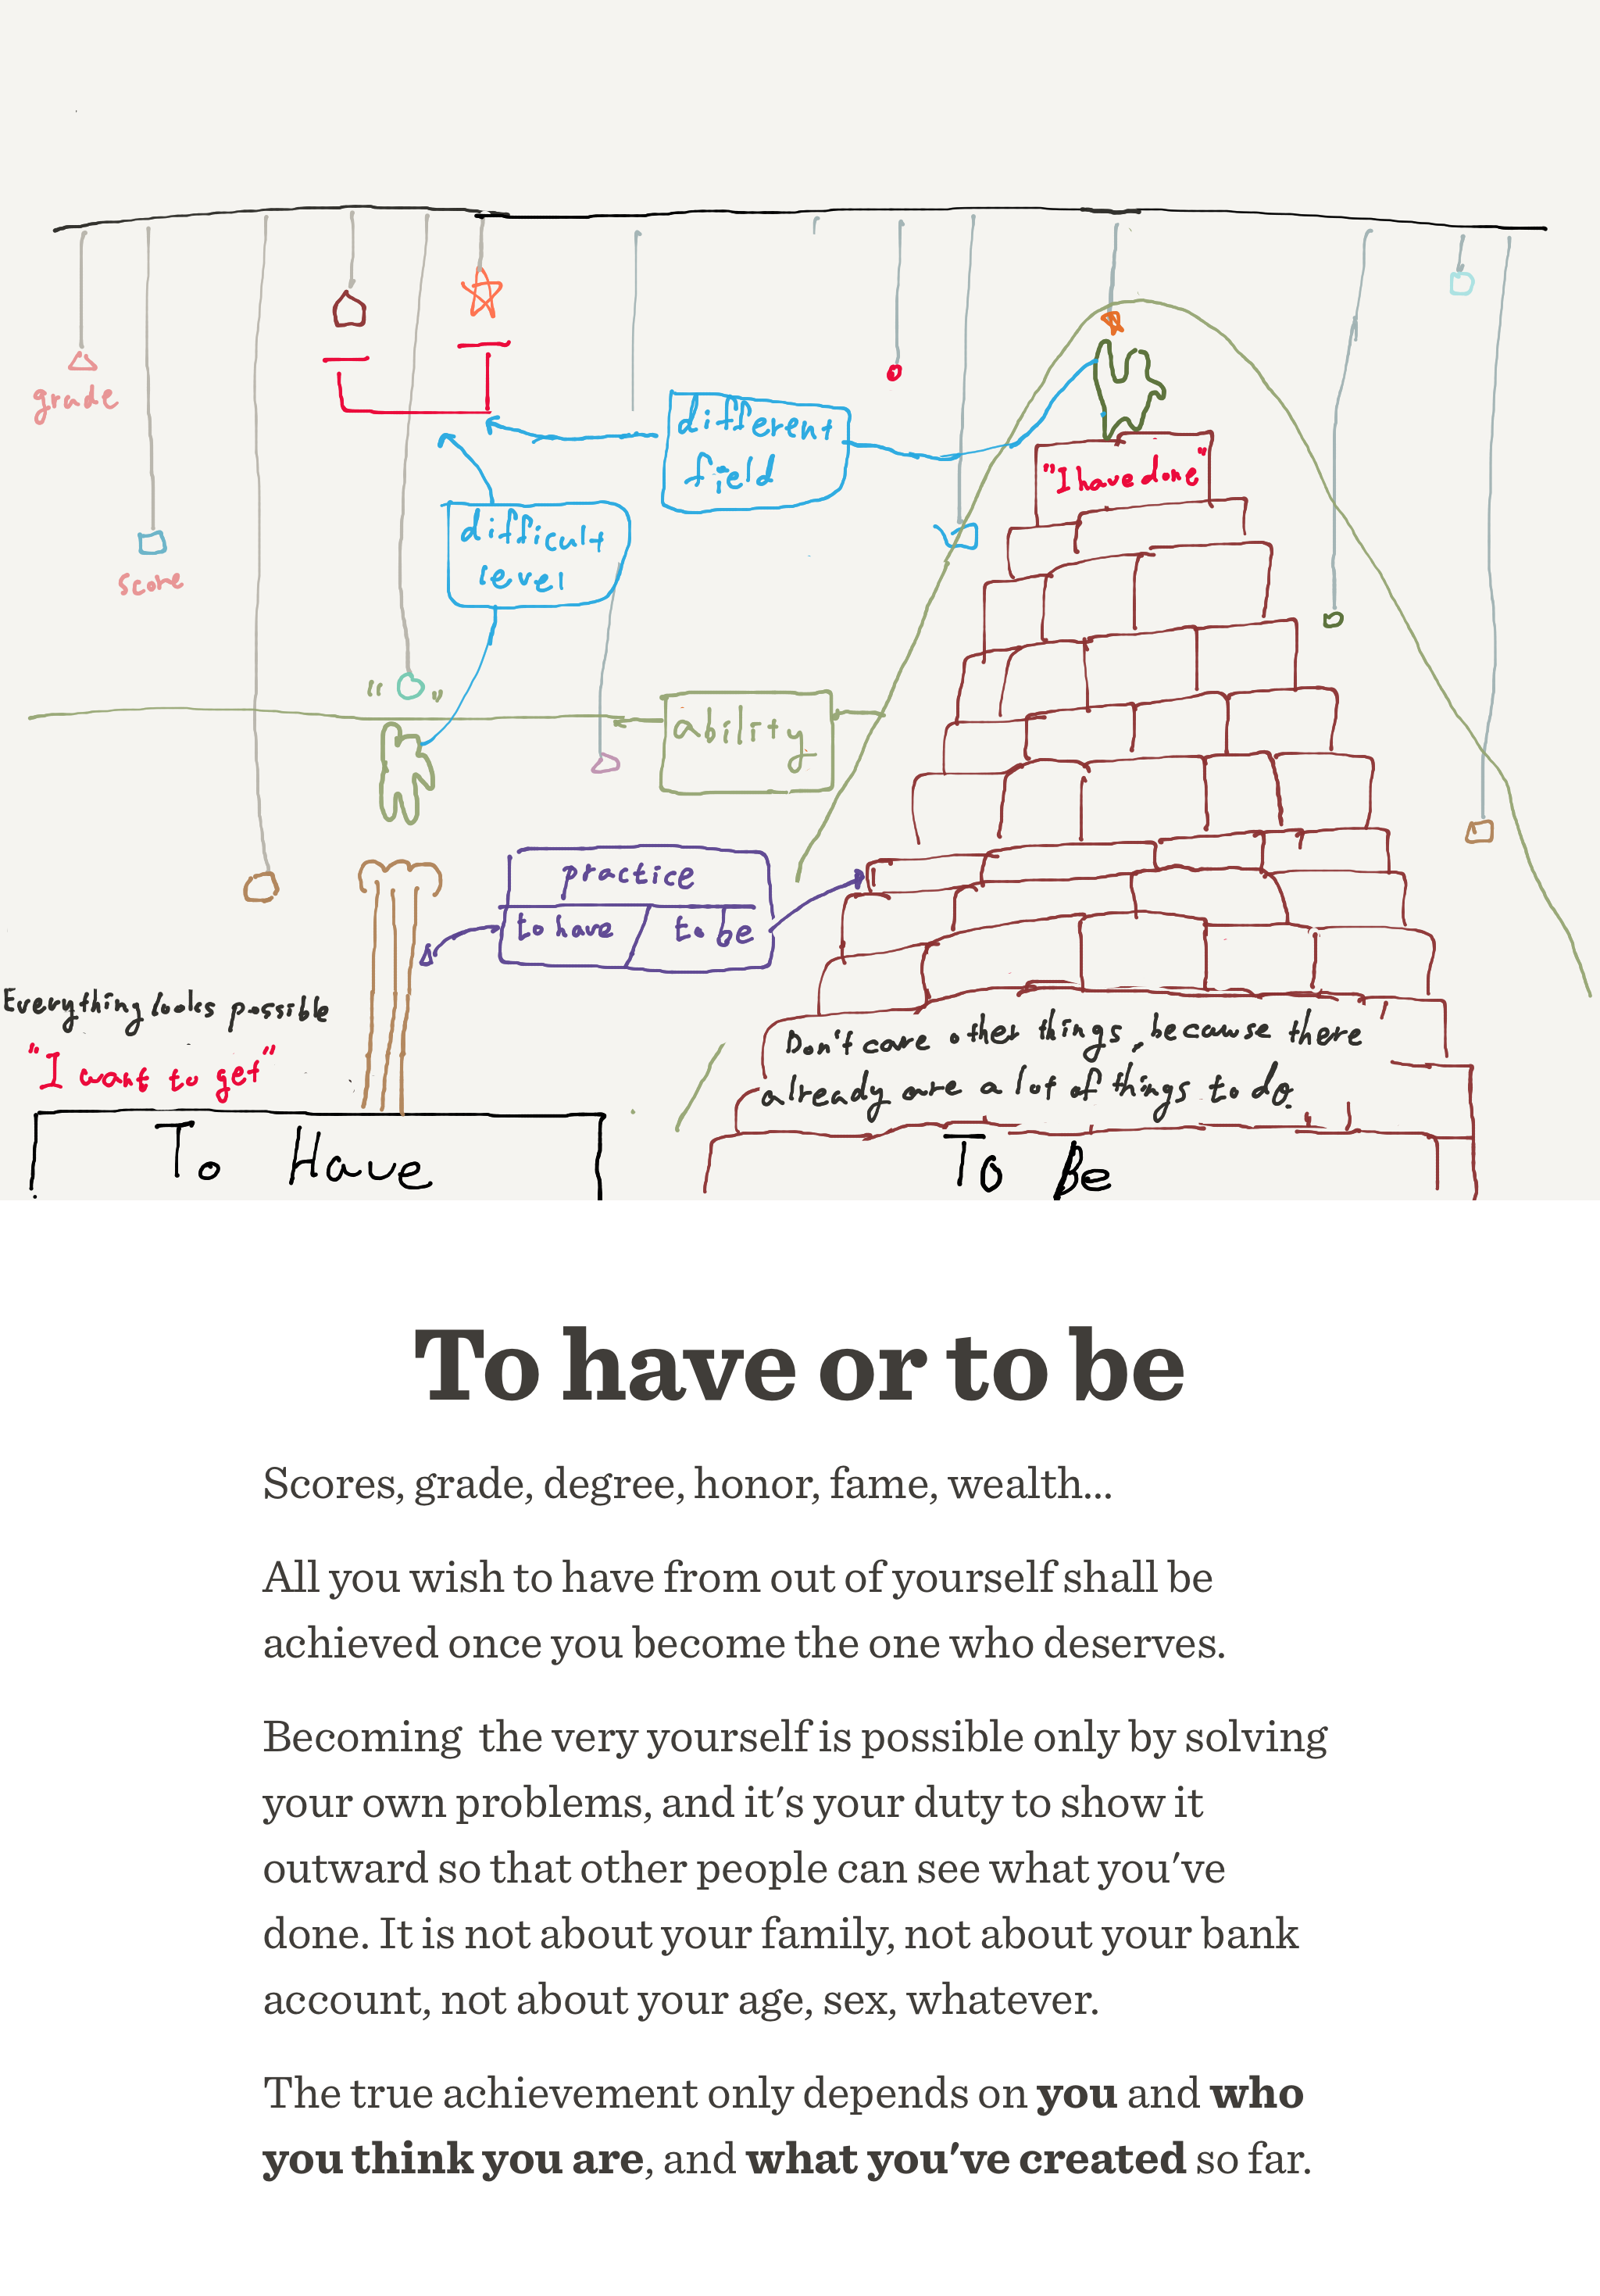 grade
score
different
field
difficult
level
"I have done"
" "
ability
practice
to have to be
Everything looks possible
"I want to get"
Don't care other things, because there
already are a lot of things to do.
To Have
To Be
To have or to be
Scores, grade, degree, honor, fame, wealth...
All you wish to have from out of yourself shall be
achieved once you become the one who deserves.
Becoming  the very yourself is possible only by solving
your own problems, and it's your duty to show it
outward so that other people can see what you've
done. It is not about your family, not about your bank
account, not about your age, sex, whatever.
The true achievement only depends on you and who
you think you are, and what you've created so far.